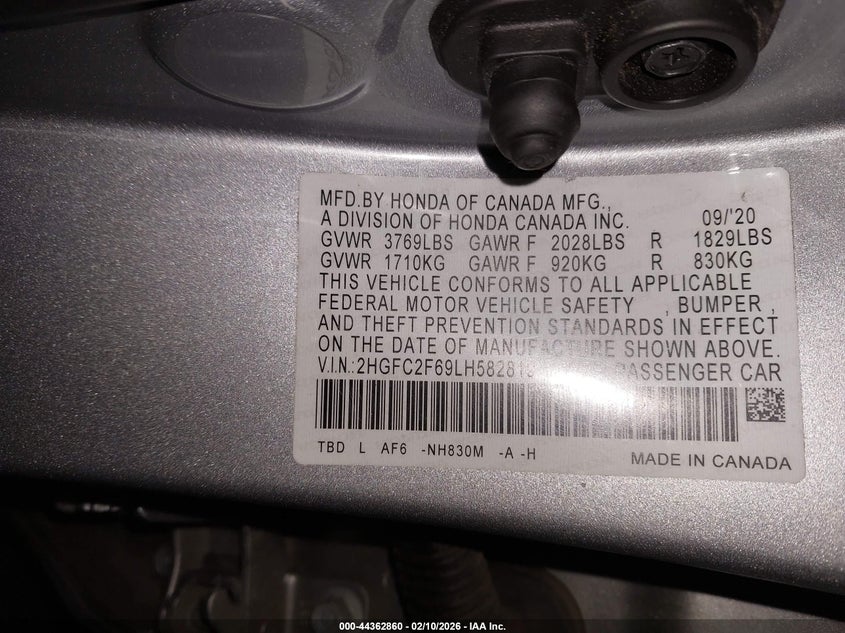 MFD.BY HONDA OF CANADA MFG.,
A DIVISION OF HONDA CANADA INC. 09/'20
GVWR 3769LBS GAWR F 2028LBS R 1829LBS
GVWR 1710KG GAWR F 920KG R 830KG
THIS VEHICLE CONFORMS TO ALL APPLICABLE
FEDERAL MOTOR VEHICLE SAFETY , BUMPER ,
AND THEFT PREVENTION STANDARDS IN EFFECT
ON THE DATE OF MANUFACTURE SHOWN ABOVE.
V.I.N.: PASSENGER CAR
TBD L AF6 -NH830M -A -H
MADE IN CANADA
000-44362860 - 02/10/2026 - IAA Inc.